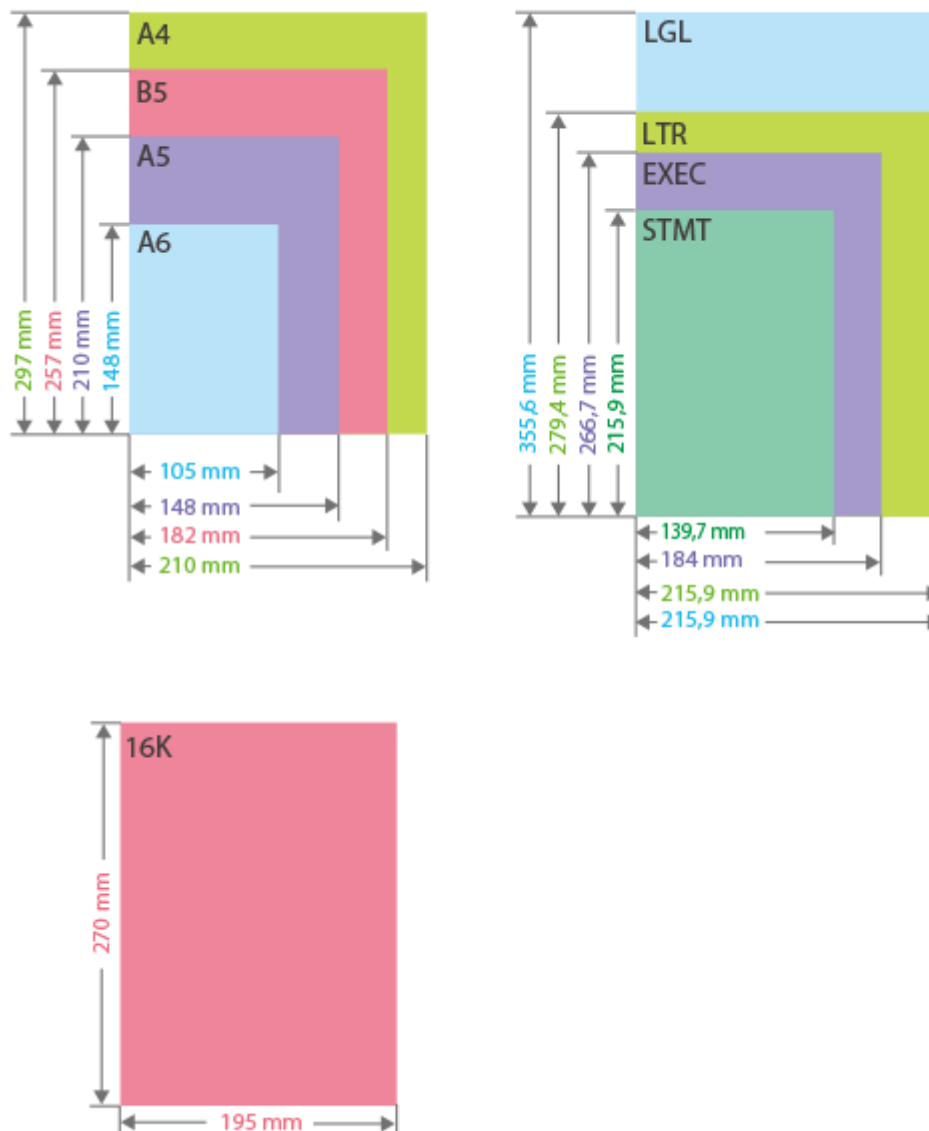 A4
B5
A5
A6
297 mm
257 mm
210 mm
148 mm
105 mm
148 mm
182 mm
210 mm
LGL
LTR
EXEC
STMT
355,6 mm
279,4 mm
266,7 mm
215,9 mm
139,7 mm
184 mm
215,9 mm
215,9 mm
16K
270 mm
195 mm